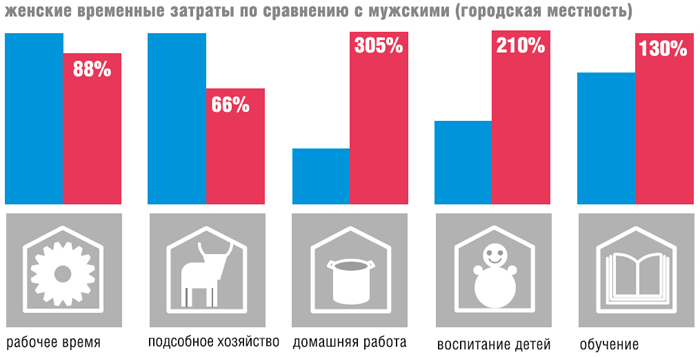 женские временные затраты по сравнению с мужскими (городская местность)
88%
66%
305%
210%
130%
рабочее время
подсобное хозяйство
домашняя работа
воспитание детей
обучение